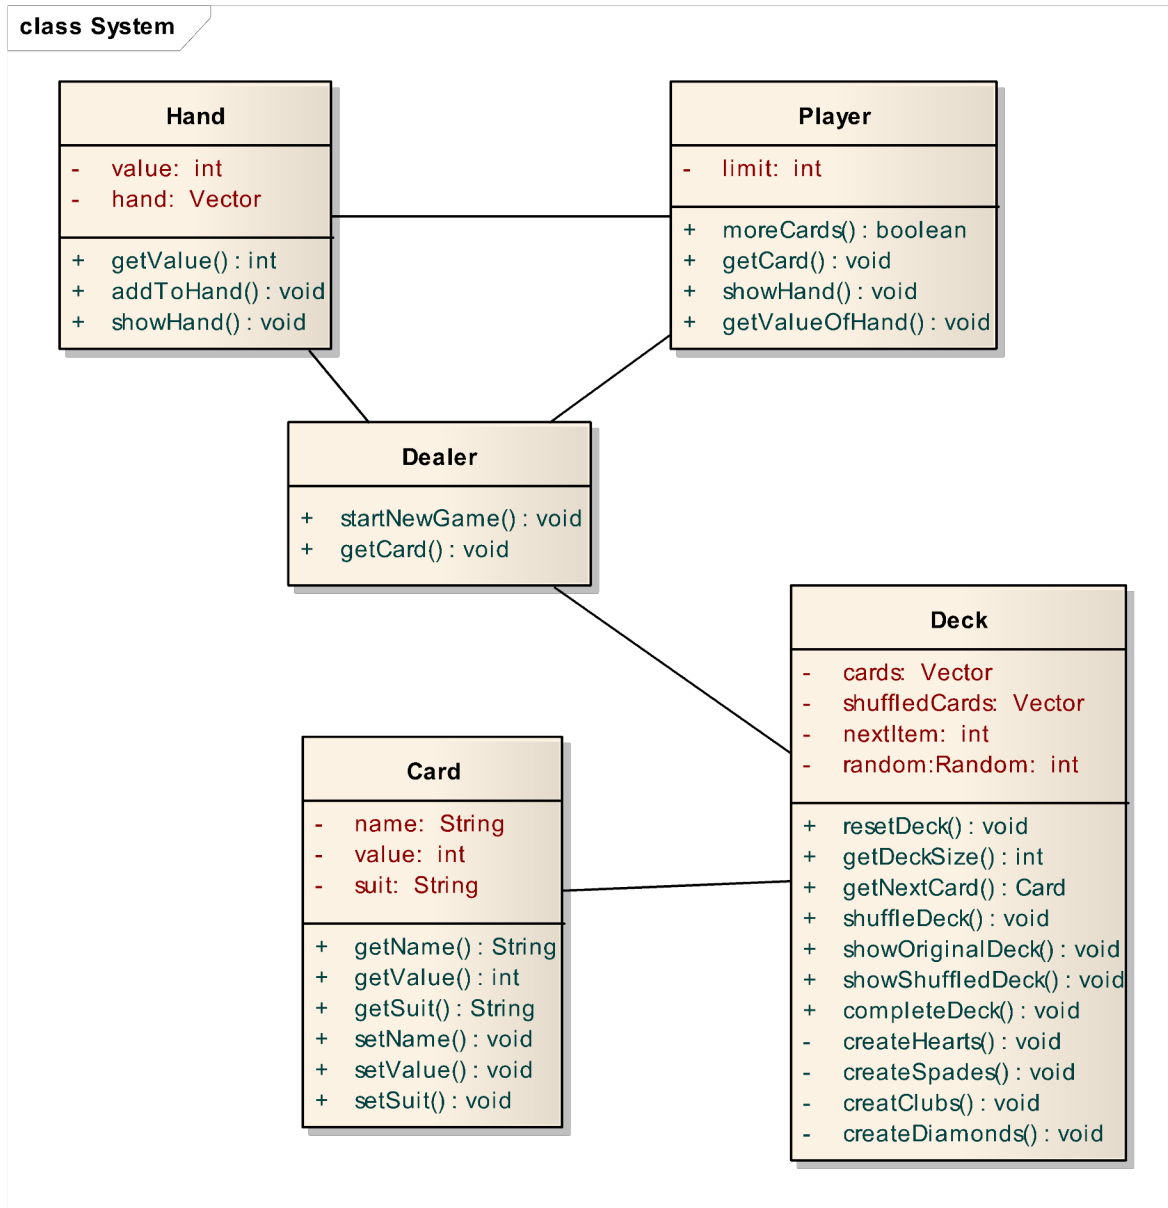 class System
Hand
- value: int
- hand: Vector
+ getValue() : int
+ addToHand() : void
+ showHand() : void
Player
- limit: int
+ moreCards() : boolean
+ getCard() : void
+ showHand() : void
+ getValueOfHand() : void
Dealer
+ startNewGame() : void
+ getCard() : void
Deck
- cards: Vector
- shuffledCards: Vector
- nextItem: int
- random:Random: int
+ resetDeck() : void
+ getDeckSize() : int
+ getNextCard() : Card
+ shuffleDeck() : void
+ showOriginalDeck() : void
+ showShuffledDeck() : void
+ completeDeck() : void
- createHearts() : void
- createSpades() : void
- creatClubs() : void
- createDiamonds() : void
Card
- name: String
- value: int
- suit: String
+ getName() : String
+ getValue() : int
+ getSuit() : String
+ setName() : void
+ setValue() : void
+ setSuit() : void